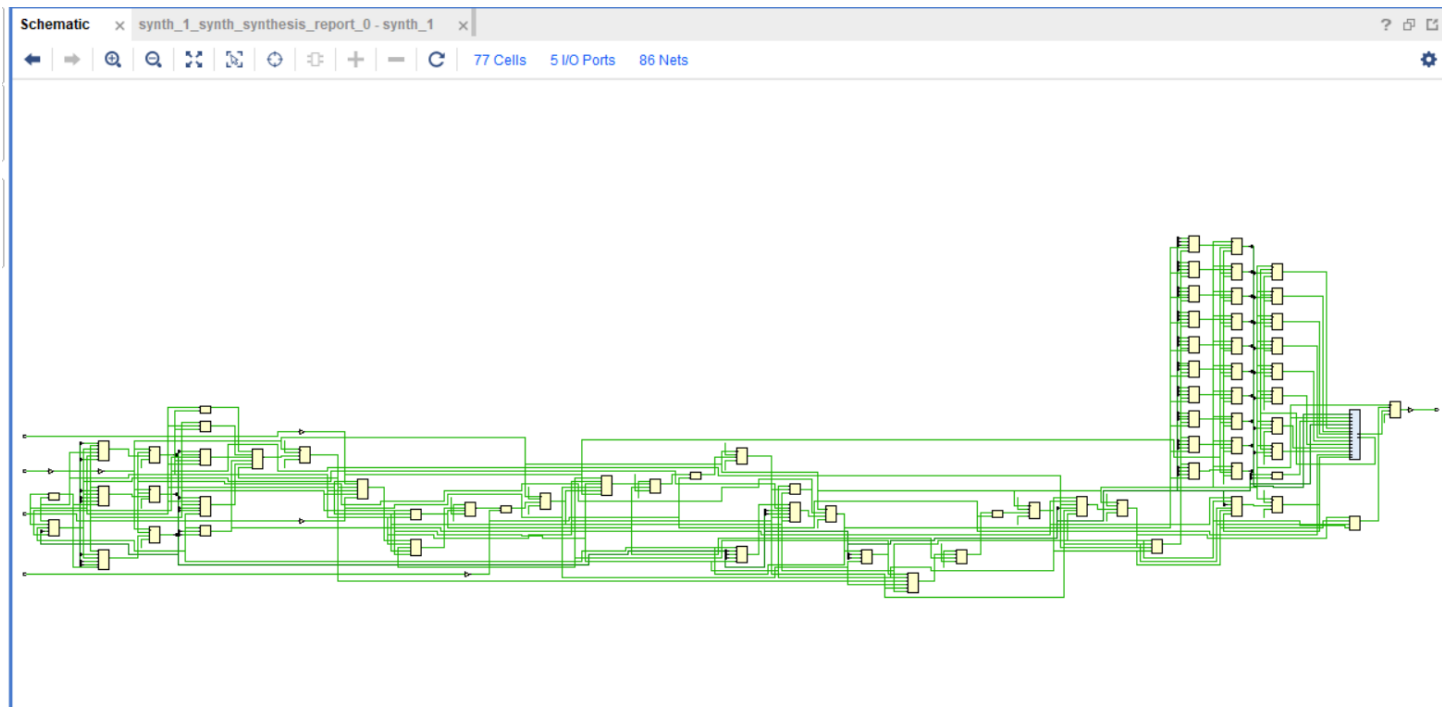 Schematic × synth_1_synth_synthesis_report_0 - synth_1 ×
77 Cells 5 I/O Ports 86 Nets